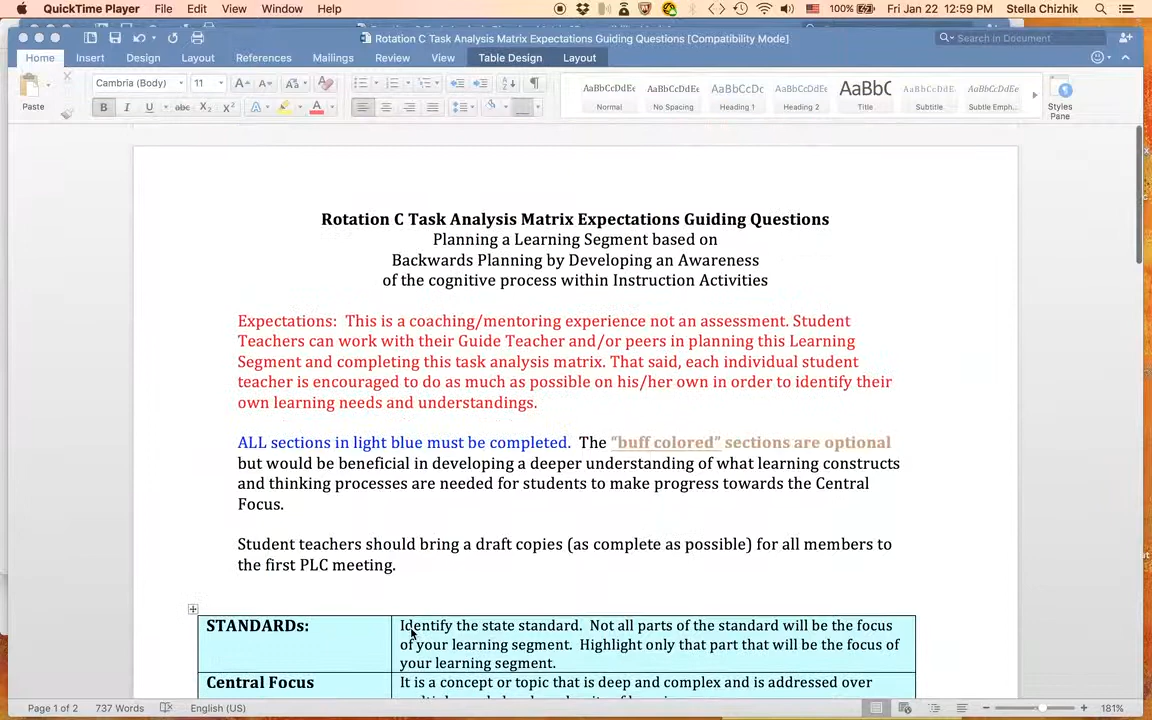 QuickTime Player File Edit View Window Help 100% Fri Jan 22 12:59 PM Stella Chizhik
Rotation C Task Analysis Matrix Expectations Guiding Questions [Compatibility Mode]
Search in Document
Home Insert Design Layout References Mailings Review View Table Design Layout
Paste
Cambria (Body) 11
AaBbCcDdEe AaBbCcDdEe AaBbCcDc AaBbCcDdEe AaBbC AaBbCcDdEe AaBbCcDdEe
Normal No Spacing Heading 1 Heading 2 Title Subtitle Subtle Emph...
Styles
Pane
Rotation C Task Analysis Matrix Expectations Guiding Questions
Planning a Learning Segment based on
Backwards Planning by Developing an Awareness
of the cognitive process within Instruction Activities
Expectations: This is a coaching/mentoring experience not an assessment. Student
Teachers can work with their Guide Teacher and/or peers in planning this Learning
Segment and completing this task analysis matrix. That said, each individual student
teacher is encouraged to do as much as possible on his/her own in order to identify their
own learning needs and understandings.
ALL sections in light blue must be completed. The “buff colored” sections are optional
but would be beneficial in developing a deeper understanding of what learning constructs
and thinking processes are needed for students to make progress towards the Central
Focus.
Student teachers should bring a draft copies (as complete as possible) for all members to
the first PLC meeting.
STANDARDs: Identify the state standard. Not all parts of the standard will be the focus
of your learning segment. Highlight only that part that will be the focus of
your learning segment.
Central Focus It is a concept or topic that is deep and complex and is addressed over
Page 1 of 2 737 Words English (US) 181%